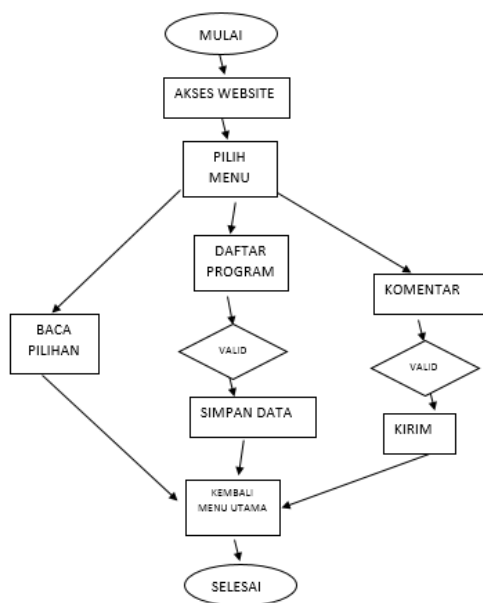 MULAI
AKSES WEBSITE
PILIH
MENU
DAFTAR
PROGRAM
KOMENTAR
BACA
PILIHAN
VALID
VALID
SIMPAN DATA
KIRIM
KEMBALI
MENU UTAMA
SELESAI